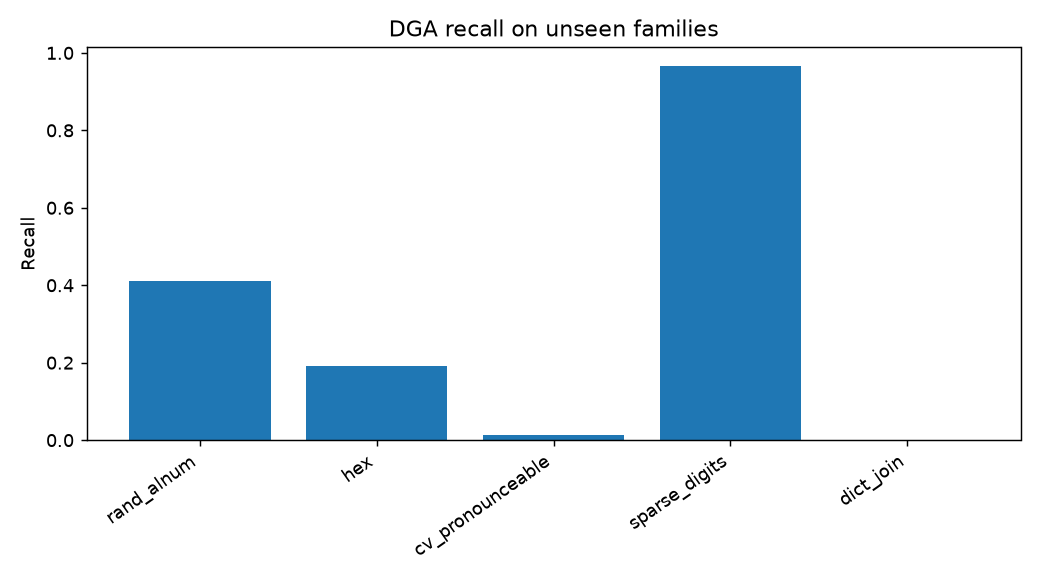 DGA recall on unseen families
Recall
1.0
0.8
0.6
0.4
0.2
0.0
rand_alnum
hex
cv_pronounceable
sparse_digits
dict_join